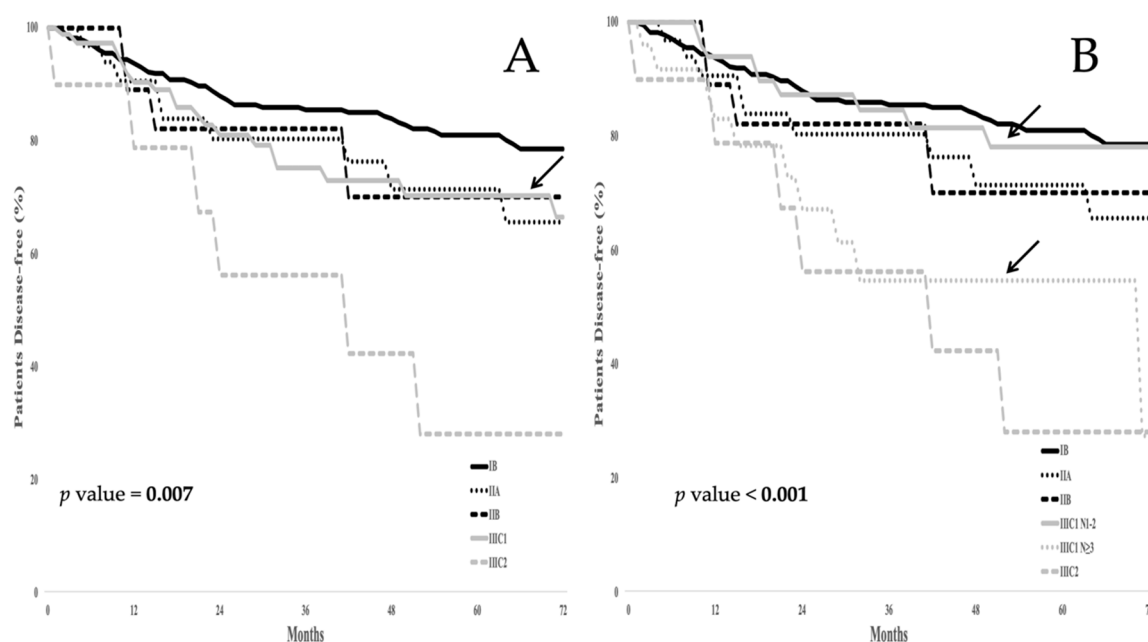 A
Patients Disease-free (%)
100
80
60
40
20
0
p value = 0.007
IB
IIA
IIB
IIIC1
IIIC2
0 12 24 36 48 60 72
Months
B
Patients Disease-free (%)
100
80
60
40
20
0
p value < 0.001
IB
IIA
IIB
IIIC1 N1-2
IIIC1 N≥3
IIIC2
0 12 24 36 48 60
Months